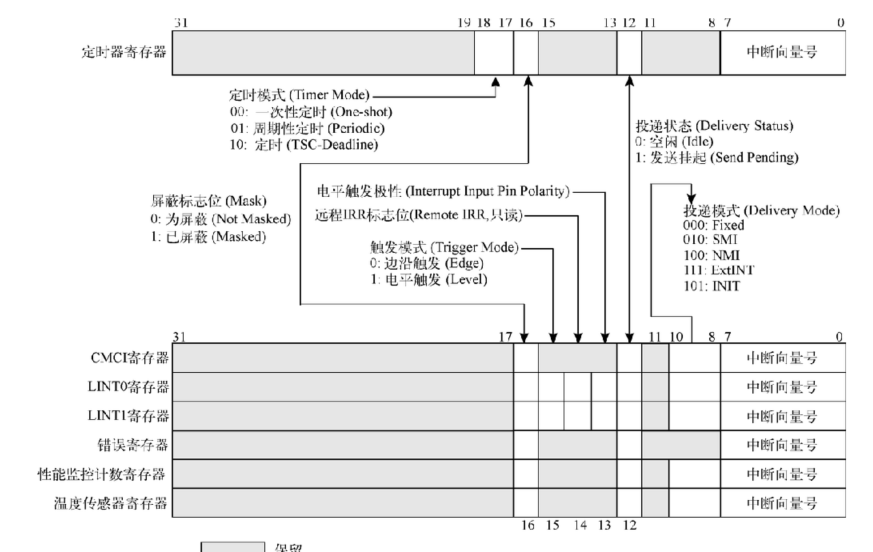 31 19 18 17 16 15 13 12 11 8 7 0
定时器寄存器 中断向量号
定时模式 (Timer Mode)
00: 一次性定时 (One-shot)
01: 周期性定时 (Periodic)
10: 定时 (TSC-Deadline)
投递状态 (Delivery Status)
0: 空闲 (Idle)
1: 发送挂起 (Send Pending)
屏蔽标志位 (Mask)
0: 为屏蔽 (Not Masked)
1: 已屏蔽 (Masked)
电平触发极性 (Interrupt Input Pin Polarity)
远程IRR标志位(Remote IRR,只读)
触发模式 (Trigger Mode)
0: 边沿触发 (Edge)
1: 电平触发 (Level)
投递模式 (Delivery Mode)
000: Fixed
010: SMI
100: NMI
111: ExtINT
101: INIT
31 17 11 10 8 7 0
CMCI寄存器 中断向量号
LINT0寄存器 中断向量号
LINT1寄存器 中断向量号
错误寄存器 中断向量号
性能监控计数寄存器 中断向量号
温度传感器寄存器 中断向量号
16 15 14 13 12
保留